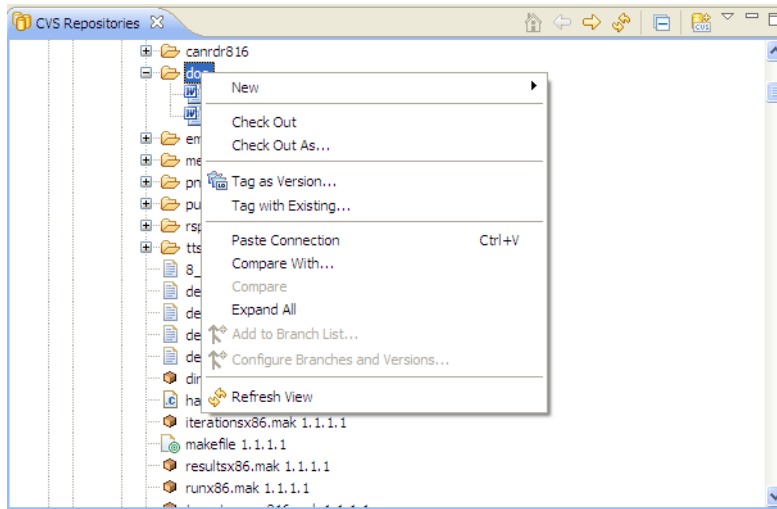 CVS Repositories
CVS
canrdr816
doc
New
Check Out
Check Out As...
Tag as Version...
Tag with Existing...
Paste Connection Ctrl+V
Compare With...
Compare
Expand All
Add to Branch List...
Configure Branches and Versions...
Refresh View
iterationsx86.mak 1.1.1.1
makefile 1.1.1.1
resultsx86.mak 1.1.1.1
runx86.mak 1.1.1.1